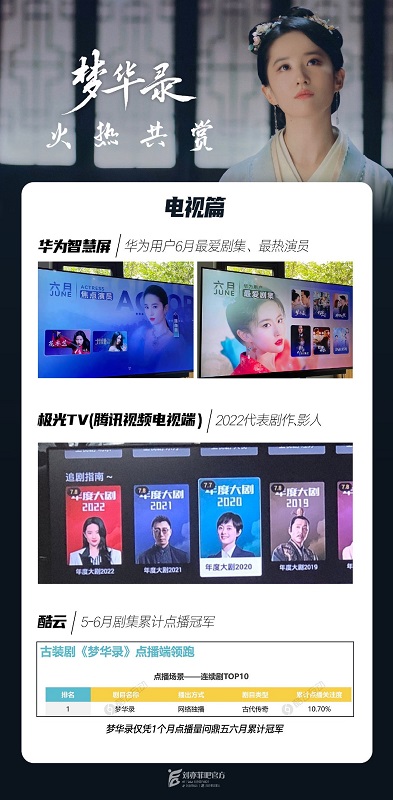 梦华录
火热共赏
电视篇
华为智慧屏 华为用户6月最爱剧集、最热演员
六月
JUNE
ACTRESS
焦点演员
六月
JUNE
最爱剧集
极光TV(腾讯视频电视端) 2022代表剧作、影人
追剧指南~
7.8
年度大剧
2022
年度大剧2022
7.8
年度大剧
2021
年度大剧2021
7.7
年度大剧
2020
年度大剧2020
7.8
年度大剧
2019
年度大剧2019
酷云 5-6月剧集累计点播冠军
古装剧《梦华录》点播端领跑
点播场景——连续剧TOP10
排名 剧目名称 播出方式 剧目类型 累计点播关注度
1 梦华录 网络独播 古代传奇 10.70%
梦华录仅凭1个月点播量问鼎五六月累计冠军
刘亦菲吧官方